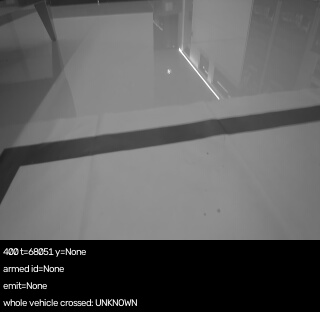 400 t=68051 y=None
armed id=None
emit=None
whole vehicle crossed: UNKNOWN